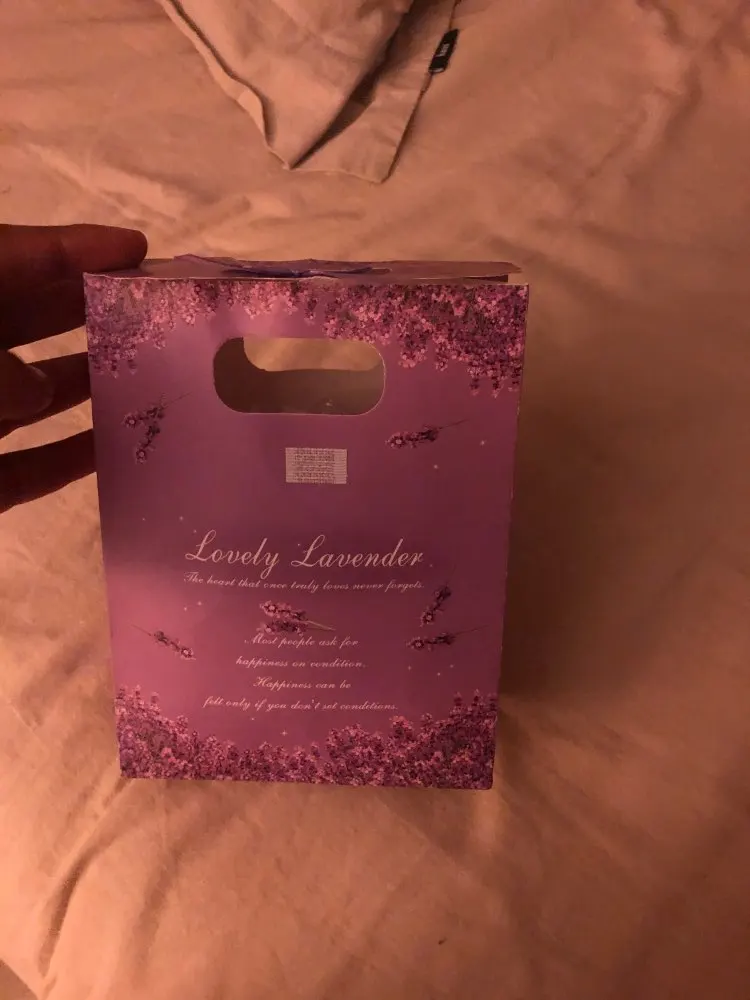 Lovely Lavender
The heart that once truly loves never forgets.
Most people ask for
happiness on condition.
Happiness can be
felt only if you don't set condetions.